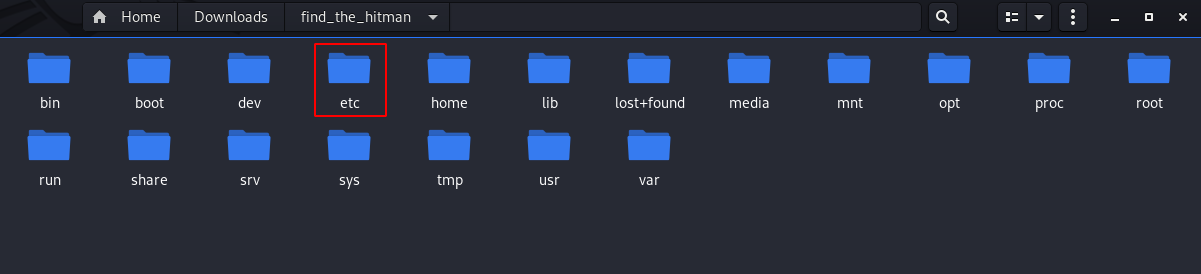 Home Downloads find_the_hitman
bin boot dev etc home lib lost+found media mnt opt proc root
run share srv sys tmp usr var